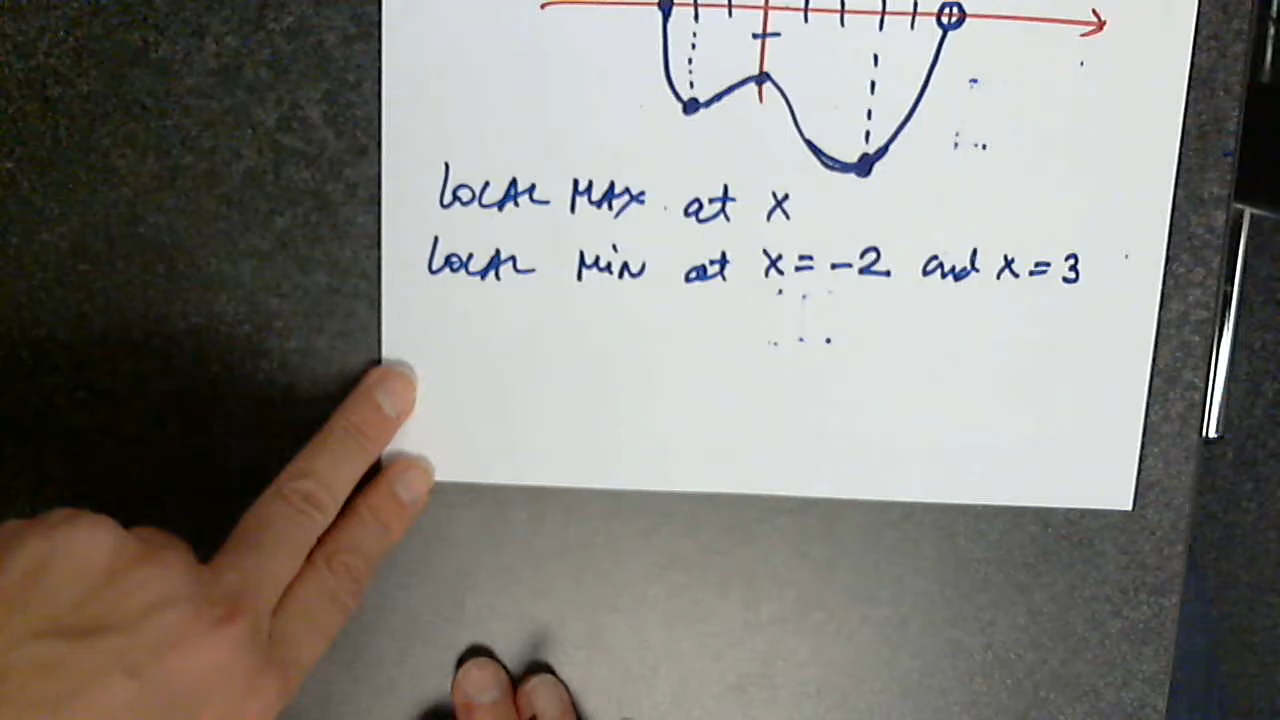 LOCAL MAX at x
LOCAL MIN at x = -2 and x = 3